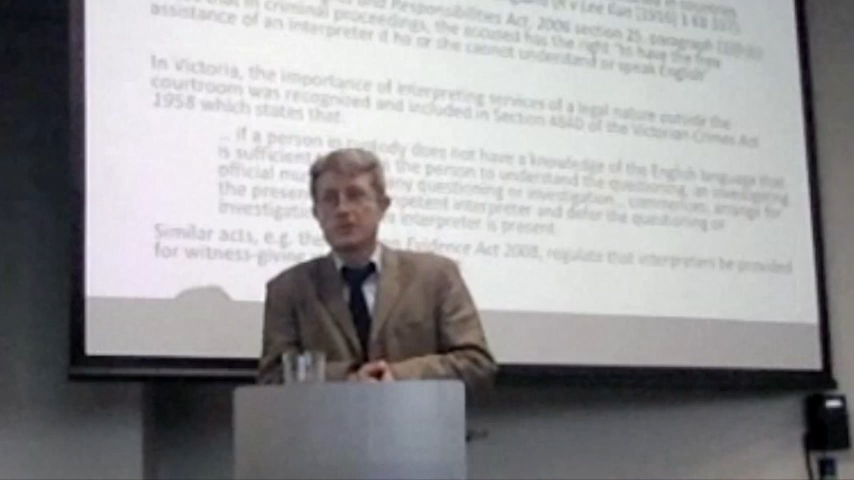 Rights and Responsibilities Act, 2006 section 25, paragraph
that in criminal proceedings, the accused has the right "to have the free
assistance of an interpreter if he or she cannot understand or speak English"
In Victoria, the importance of interpreting services of a legal nature outside the
courtroom was recognized and included in Section 464D of the Victorian Crimes Act
1958 which states that:
... if a person in custody does not have a knowledge of the English language that
is sufficient the person to understand the questioning, an investigating
official mu any questioning or investigation... commences, arrange for
the presen petent interpreter and defer the questioning or
investigatio interpreter is present.
Similar acts, e.g. the Evidence Act 2008, regulate that interpreters be provided
for witness-giving